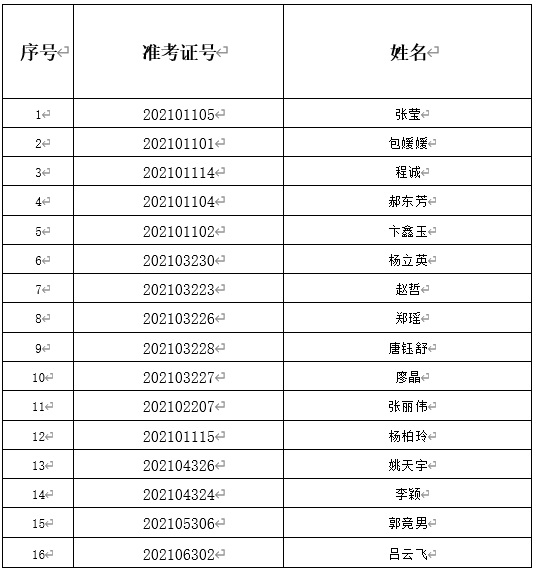 序号 准考证号 姓名
1 202101105 张莹
2 202101101 包媛媛
3 202101114 程诚
4 202101104 郝东芳
5 202101102 卞鑫玉
6 202103230 杨立英
7 202103223 赵哲
8 202103226 郑瑶
9 202103228 唐钰舒
10 202103227 廖晶
11 202102207 张丽伟
12 202101115 杨柏玲
13 202104326 姚天宇
14 202104324 李颖
15 202105306 郭竟男
16 202106302 吕云飞